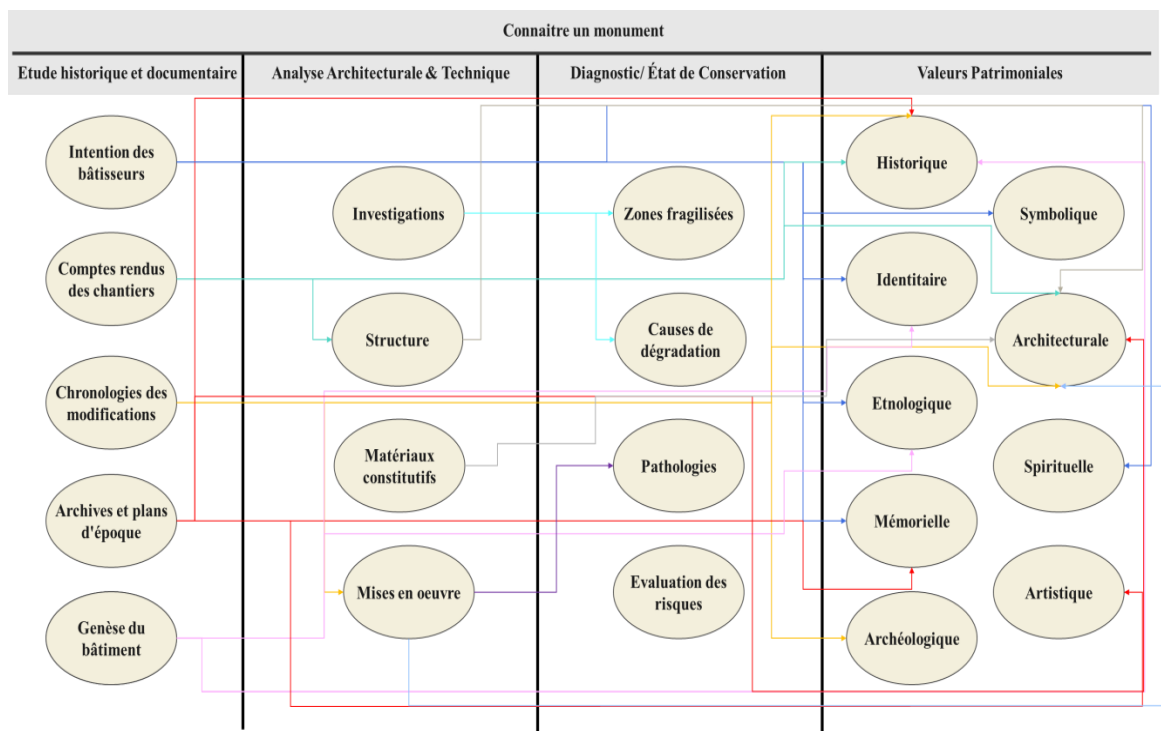 Connaitre un monument
Etude historique et documentaire
Analyse Architecturale & Technique
Diagnostic/ État de Conservation
Valeurs Patrimoniales
Intention des
bâtisseurs
Comptes rendus
des chantiers
Chronologies des
modifications
Archives et plans
d'époque
Genèse du
bâtiment
Investigations
Structure
Matériaux
constitutifs
Mises en oeuvre
Zones fragilisées
Causes de
dégradation
Pathologies
Evaluation des
risques
Historique
Symbolique
Identitaire
Architecturale
Etnologique
Spirituelle
Mémorielle
Artistique
Archéologique